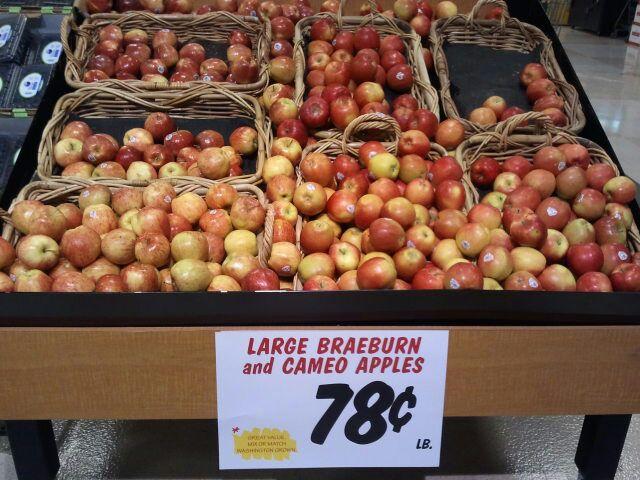 LARGE BRAEBURN
and CAMEO APPLES
78¢
LB.
GREAT VALUE
MIX OR MATCH
WASHINGTON GROWN